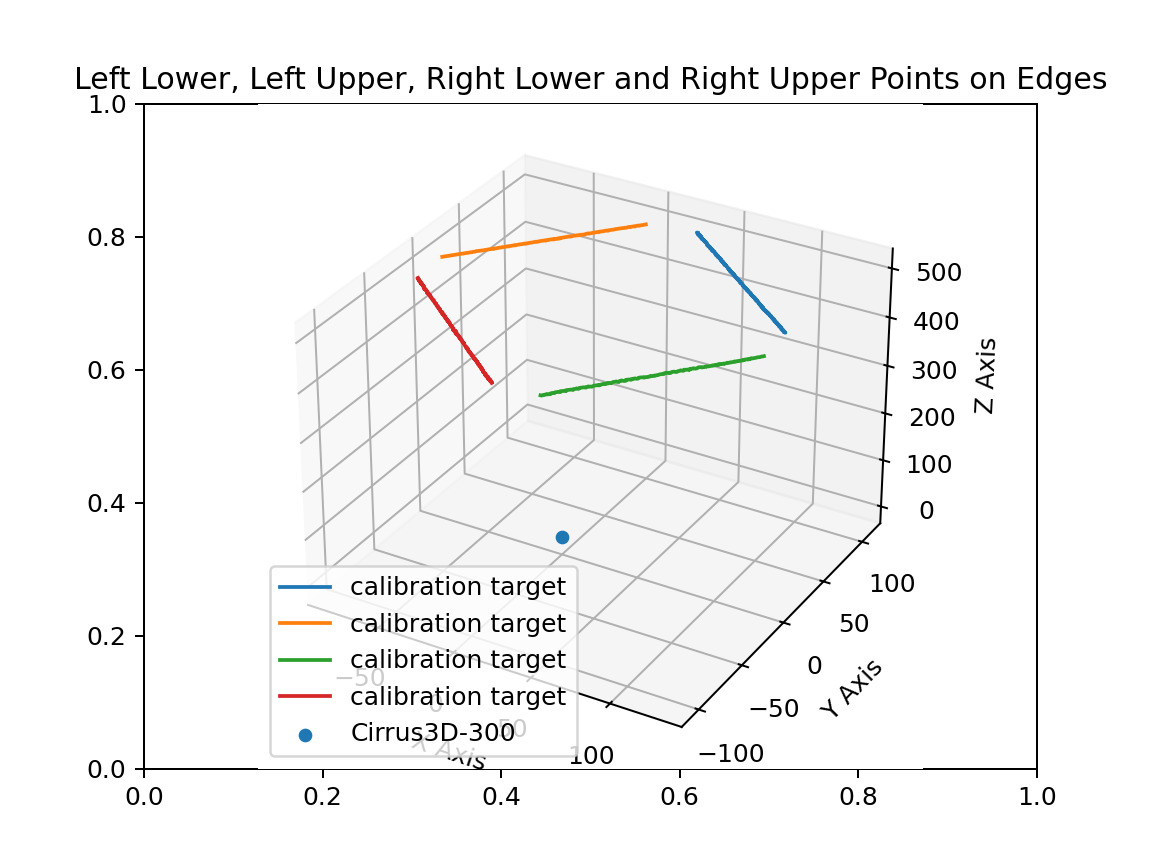 Left Lower, Left Upper, Right Lower and Right Upper Points on Edges
1.0
0.8
0.6
0.4
0.2
0.0
0.0 0.2 0.4 0.6 0.8 1.0
500
400
300
200
100
0
Z Axis
100
50
0
−50
−100
Y Axis
−50
0
50
100
X Axis
calibration target
calibration target
calibration target
calibration target
Cirrus3D-300